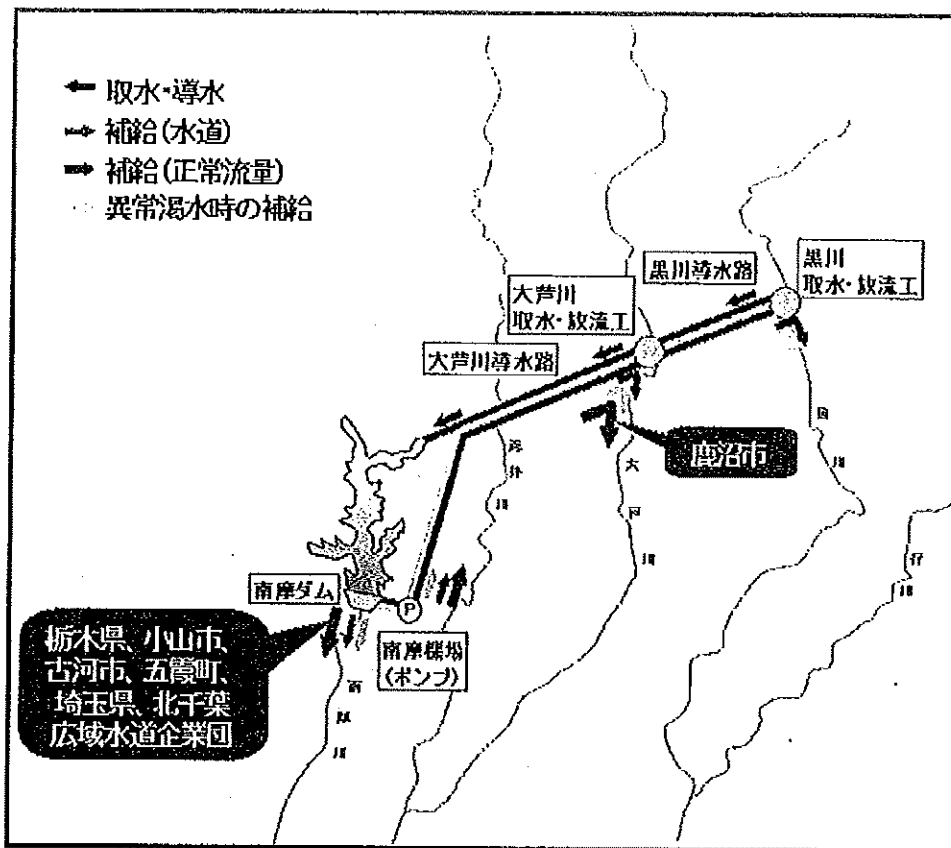 取水・導水
補給(水道)
補給(正常流量)
異常渇水時の補給
黒川
取水・放流工
黒川導水路
大芦川
取水・放流工
大芦川導水路
鹿沼市
南摩ダム
P
南摩機場
(ポンプ)
栃木県、小山市、
古河市、五霞町、
埼玉県、北千葉
広域水道企業団